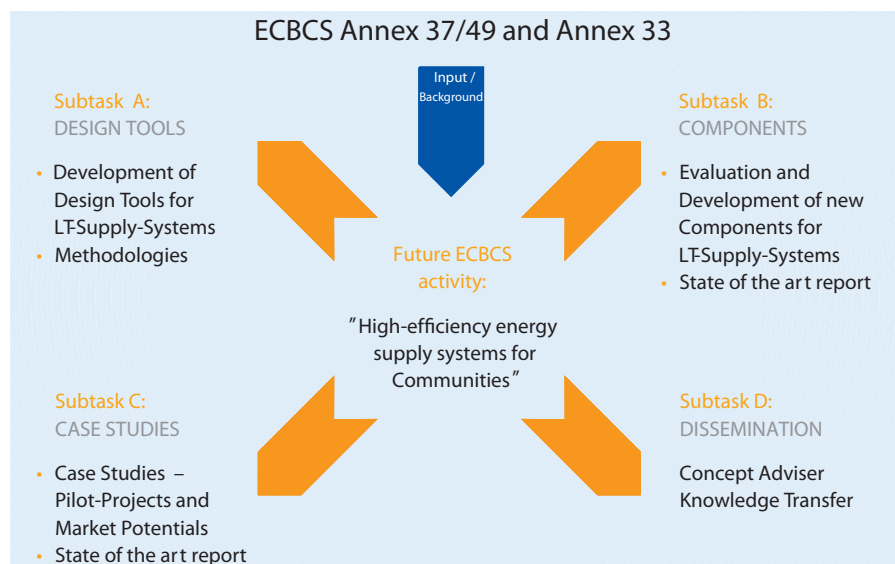 ECBCS Annex 37/49 and Annex 33
Input /
Background
Subtask A:
DESIGN TOOLS
• Development of
Design Tools for
LT-Supply-Systems
• Methodologies
Subtask B:
COMPONENTS
• Evaluation and
Development of new
Components for
LT-Supply-Systems
• State of the art report
Future ECBCS
activity:
"High-efficiency energy
supply systems for
Communities"
Subtask C:
CASE STUDIES
• Case Studies –
Pilot-Projects and
Market Potentials
• State of the art report
Subtask D:
DISSEMINATION
Concept Adviser
Knowledge Transfer